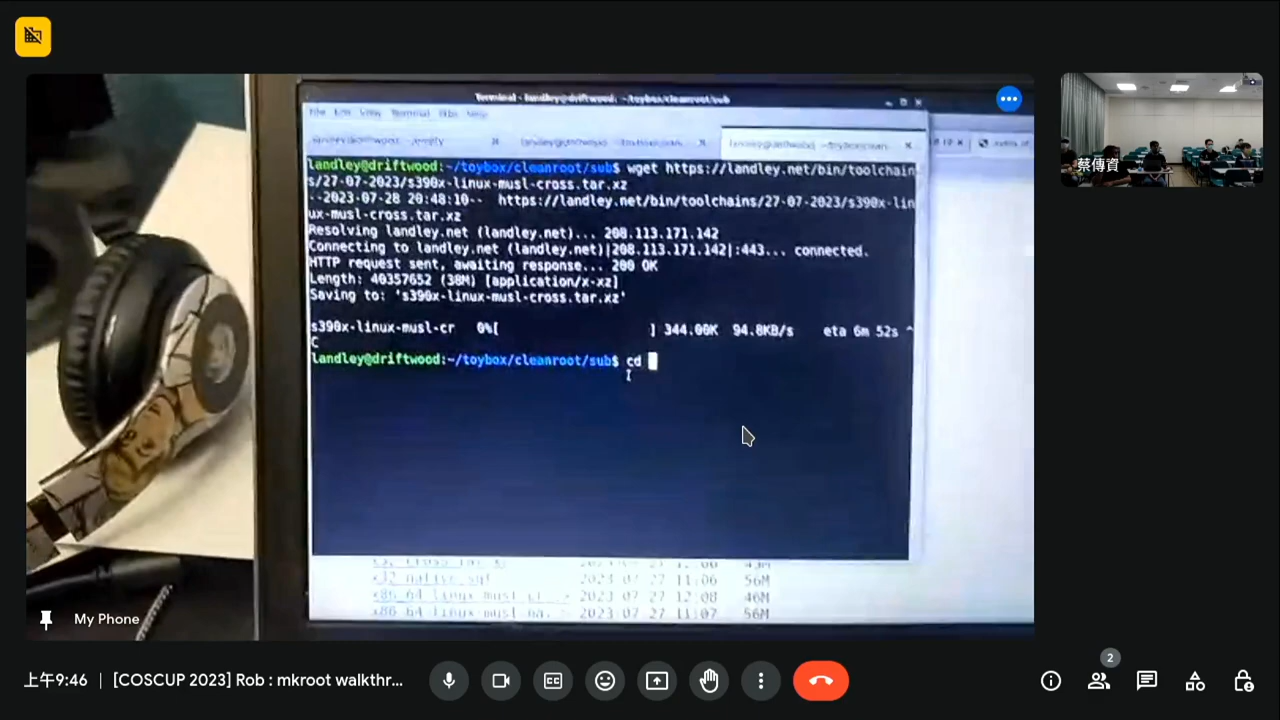 Terminal - landley@driftwood: ~/toybox/cleanroot/sub
File Edit View Terminal Tabs Help
landley@driftwood:~/toybox/cleanroot/sub$ wget https://landley.net/bin/toolchain
s/27-07-2023/s390x-linux-musl-cross.tar.xz
--2023-07-28 20:48:10-- https://landley.net/bin/toolchains/27-07-2023/s390x-lin
ux-musl-cross.tar.xz
Resolving landley.net (landley.net)... 208.113.171.142
Connecting to landley.net (landley.net)|208.113.171.142|:443... connected.
HTTP request sent, awaiting response... 200 OK
Length: 40357652 (38M) [application/x-xz]
Saving to: 's390x-linux-musl-cross.tar.xz'
s390x-linux-musl-cr 0%[ ] 344.00K 94.8KB/s eta 6m 52s ^
C
landley@driftwood:~/toybox/cleanroot/sub$ cd
2023-07-27 11:06 56M
2023-07-27 12:08 46M
2023-07-27 11:07 56M
蔡傳資
My Phone
上午9:46 | [COSCUP 2023] Rob : mkroot walkthr...
2